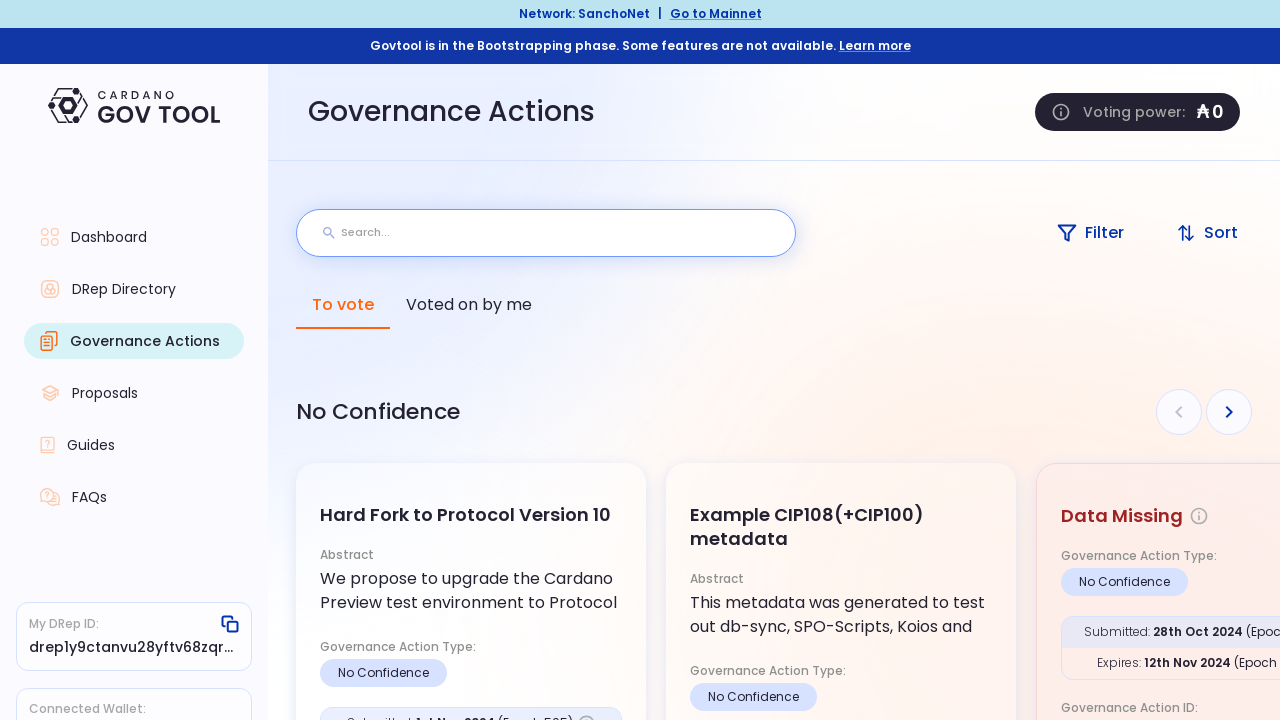 Network: SanchoNet | Go to Mainnet
Govtool is in the Bootstrapping phase. Some features are not available. Learn more
CARDANO
GOV TOOL
Governance Actions
Voting power: ₳ 0
Dashboard
DRep Directory
Governance Actions
Proposals
Guides
FAQs
My DRep ID:
drep1y9ctanvu28yftv68zqr...
Connected Wallet:
Search...
Filter
Sort
To vote
Voted on by me
No Confidence
Hard Fork to Protocol Version 10
Abstract
We propose to upgrade the Cardano
Preview test environment to Protocol
Governance Action Type:
No Confidence
Example CIP108(+CIP100)
metadata
Abstract
This metadata was generated to test
out db-sync, SPO-Scripts, Koios and
Governance Action Type:
No Confidence
Data Missing
Governance Action Type:
No Confidence
Submitted: 28th Oct 2024 (Epoc
Expires: 12th Nov 2024 (Epoch
Governance Action ID: